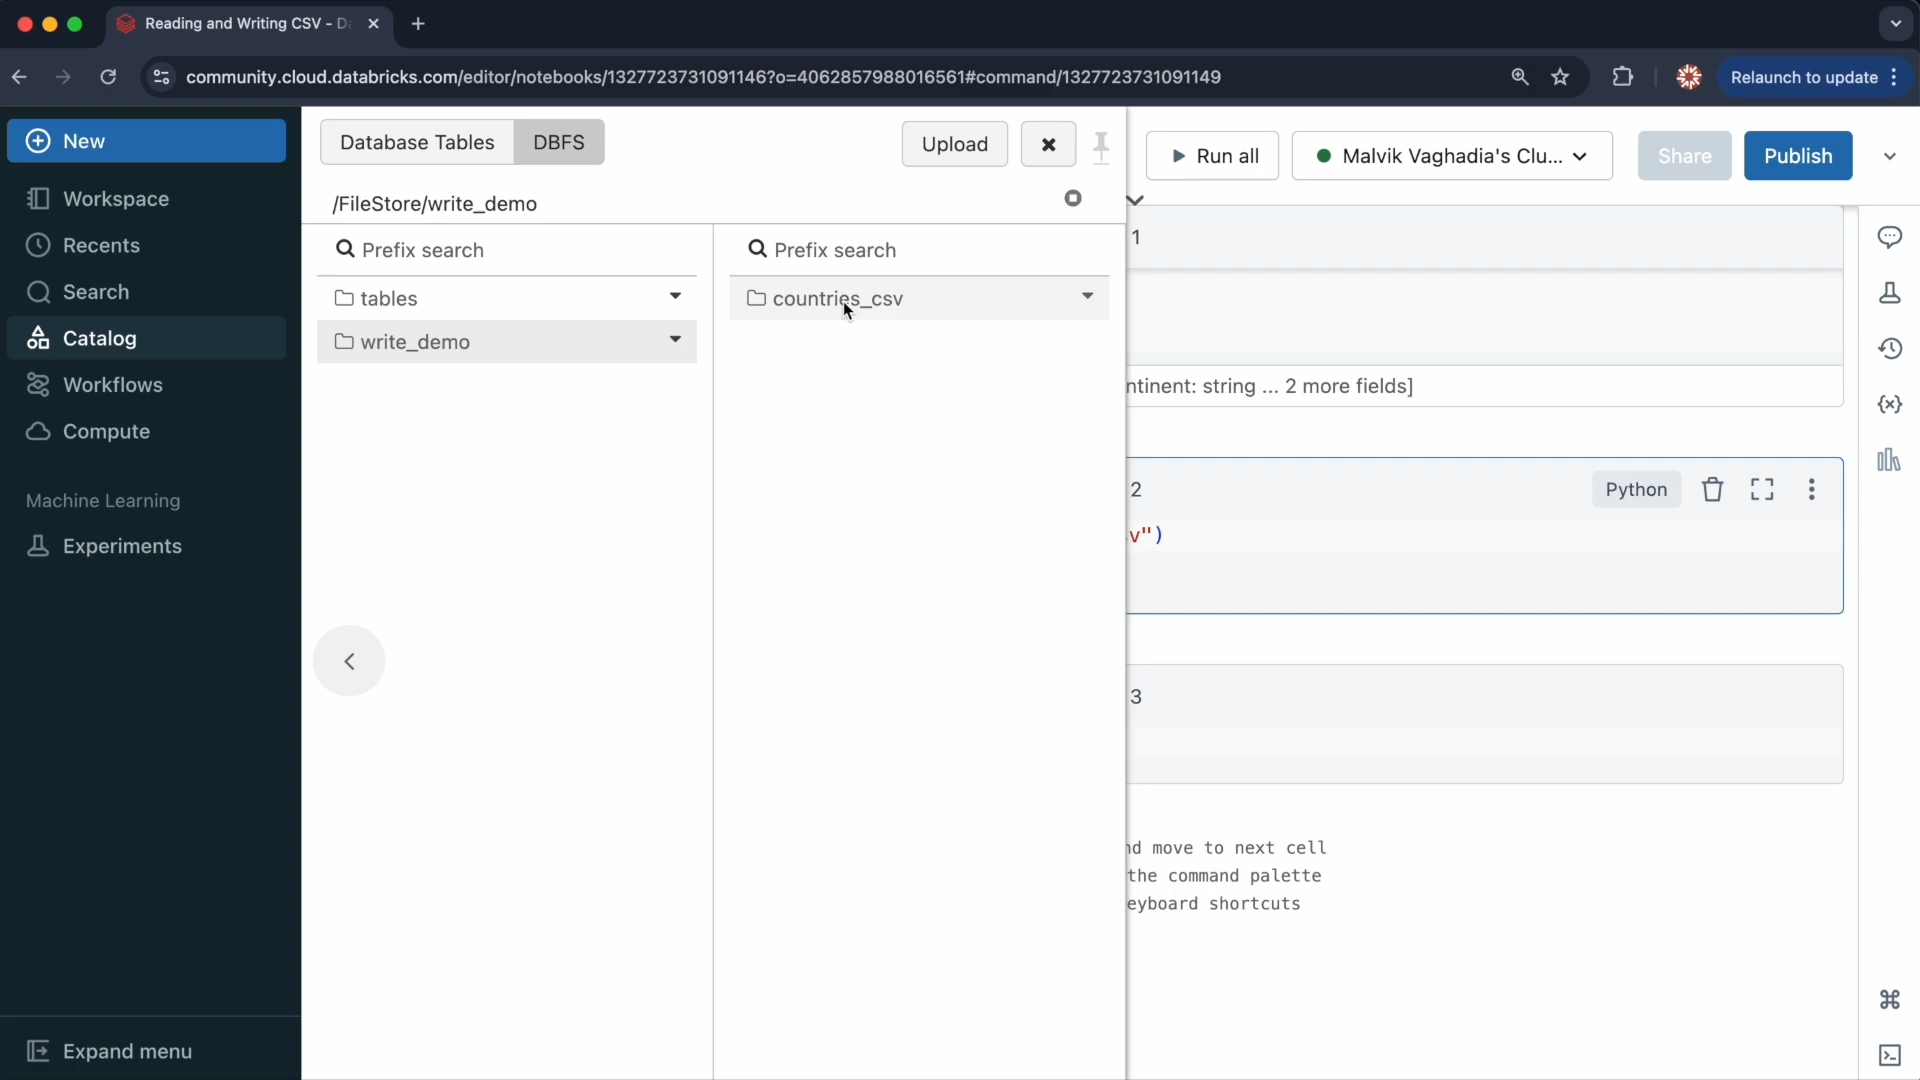 Reading and Writing CSV - Da
community.cloud.databricks.com/editor/notebooks/1327723731091146?o=4062857988016561#command/1327723731091149
Relaunch to update
New
Workspace
Recents
Search
Catalog
Workflows
Compute
Machine Learning
Experiments
Expand menu
Database Tables
DBFS
Upload
/FileStore/write_demo
Prefix search
tables
write_demo
Prefix search
countries_csv
Run all
Malvik Vaghadia's Clu...
Share
Publish
1
ntinent: string ... 2 more fields]
2
Python
v")
3
nd move to next cell
the command palette
eyboard shortcuts